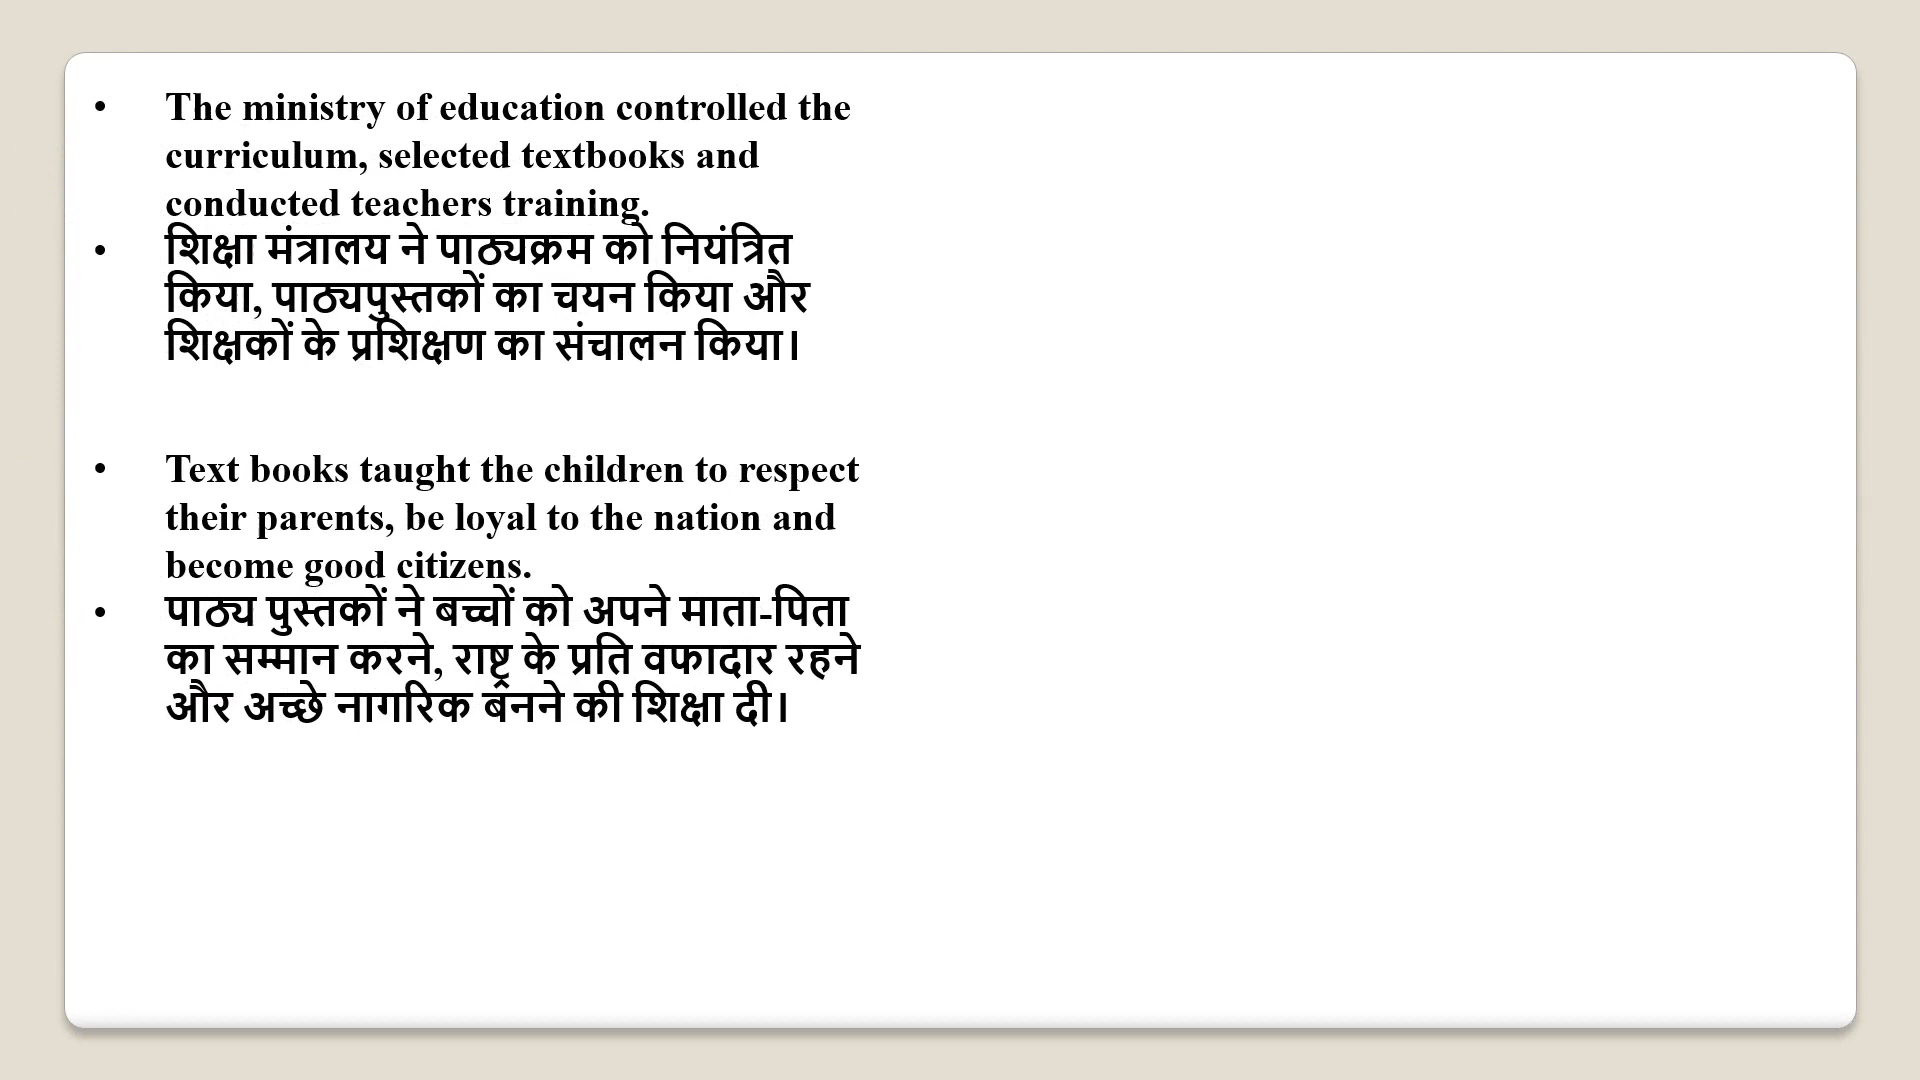 • The ministry of education controlled the
curriculum, selected textbooks and
conducted teachers training.
• शिक्षा मंत्रालय ने पाठ्यक्रम को नियंत्रित
किया, पाठ्यपुस्तकों का चयन किया और
शिक्षकों के प्रशिक्षण का संचालन किया।
• Text books taught the children to respect
their parents, be loyal to the nation and
become good citizens.
• पाठ्य पुस्तकों ने बच्चों को अपने माता-पिता
का सम्मान करने, राष्ट्र के प्रति वफादार रहने
और अच्छे नागरिक बनने की शिक्षा दी।